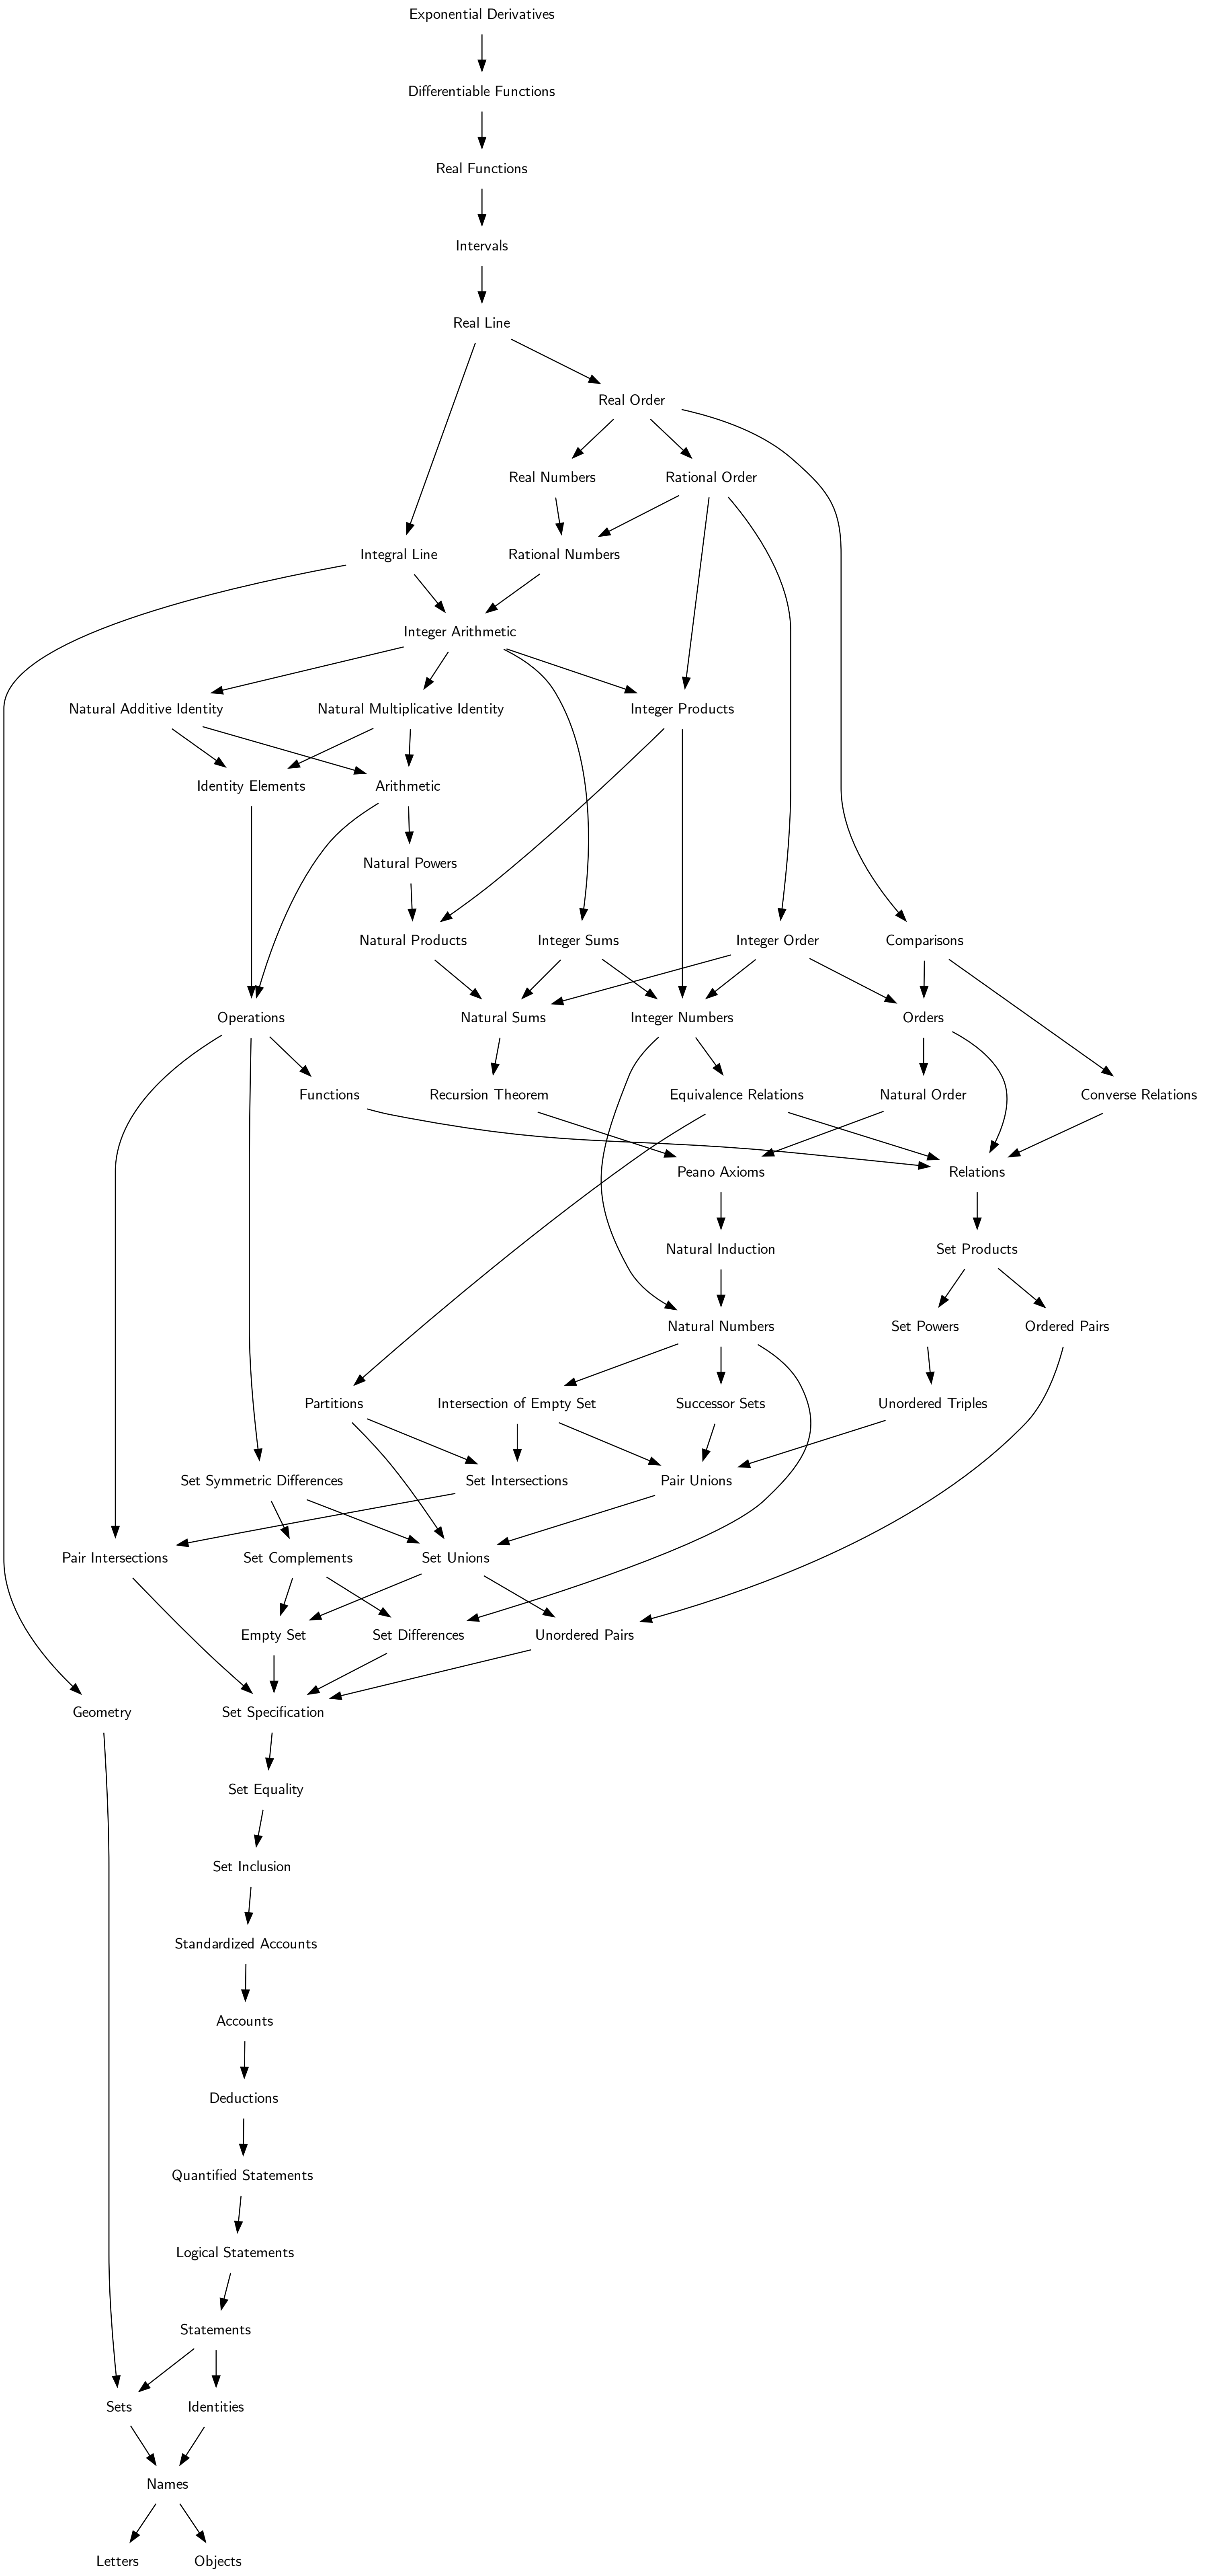 Exponential Derivatives
Differentiable Functions
Real Functions
Intervals
Real Line
Real Order
Real Numbers
Rational Order
Integral Line
Rational Numbers
Integer Arithmetic
Natural Additive Identity
Natural Multiplicative Identity
Integer Products
Identity Elements
Arithmetic
Natural Powers
Natural Products
Integer Sums
Integer Order
Comparisons
Operations
Natural Sums
Integer Numbers
Orders
Functions
Recursion Theorem
Equivalence Relations
Natural Order
Converse Relations
Peano Axioms
Relations
Natural Induction
Set Products
Natural Numbers
Set Powers
Ordered Pairs
Partitions
Intersection of Empty Set
Successor Sets
Unordered Triples
Set Symmetric Differences
Set Intersections
Pair Unions
Pair Intersections
Set Complements
Set Unions
Empty Set
Set Differences
Unordered Pairs
Geometry
Set Specification
Set Equality
Set Inclusion
Standardized Accounts
Accounts
Deductions
Quantified Statements
Logical Statements
Statements
Sets
Identities
Names
Letters
Objects